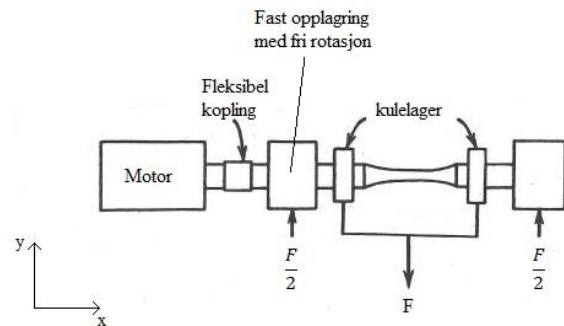 Fast opplagring
med fri rotasjon
Fleksibel
kopling
kulelager
Motor
y
x
F
2
F
F
2